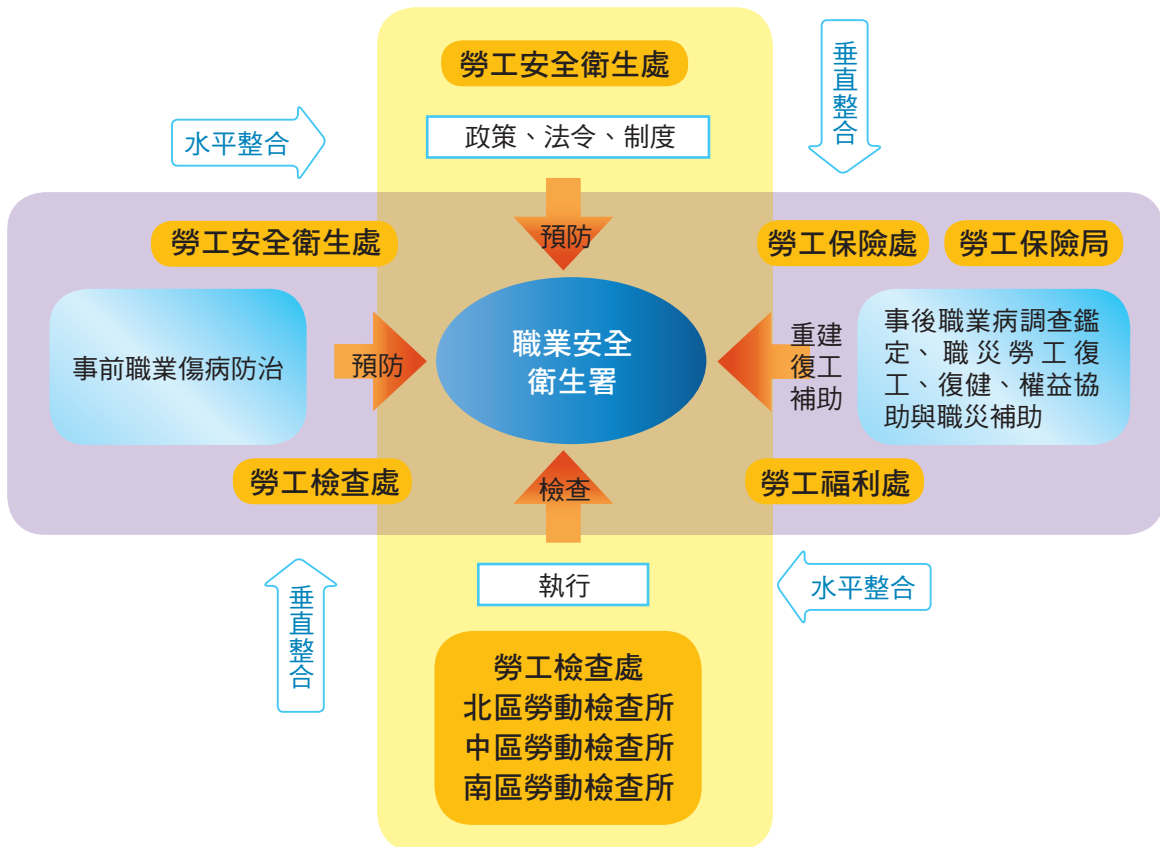 勞工安全衛生處
垂直整合
水平整合
政策、法令、制度
預防
勞工安全衛生處
勞工保險處
勞工保險局
事前職業傷病防治
預防
職業安全
衛生署
重建
復工
補助
事後職業病調查鑑
定、職災勞工復
工、復健、權益協
助與職災補助
勞工檢查處
檢查
勞工福利處
垂直整合
執行
水平整合
勞工檢查處
北區勞動檢查所
中區勞動檢查所
南區勞動檢查所